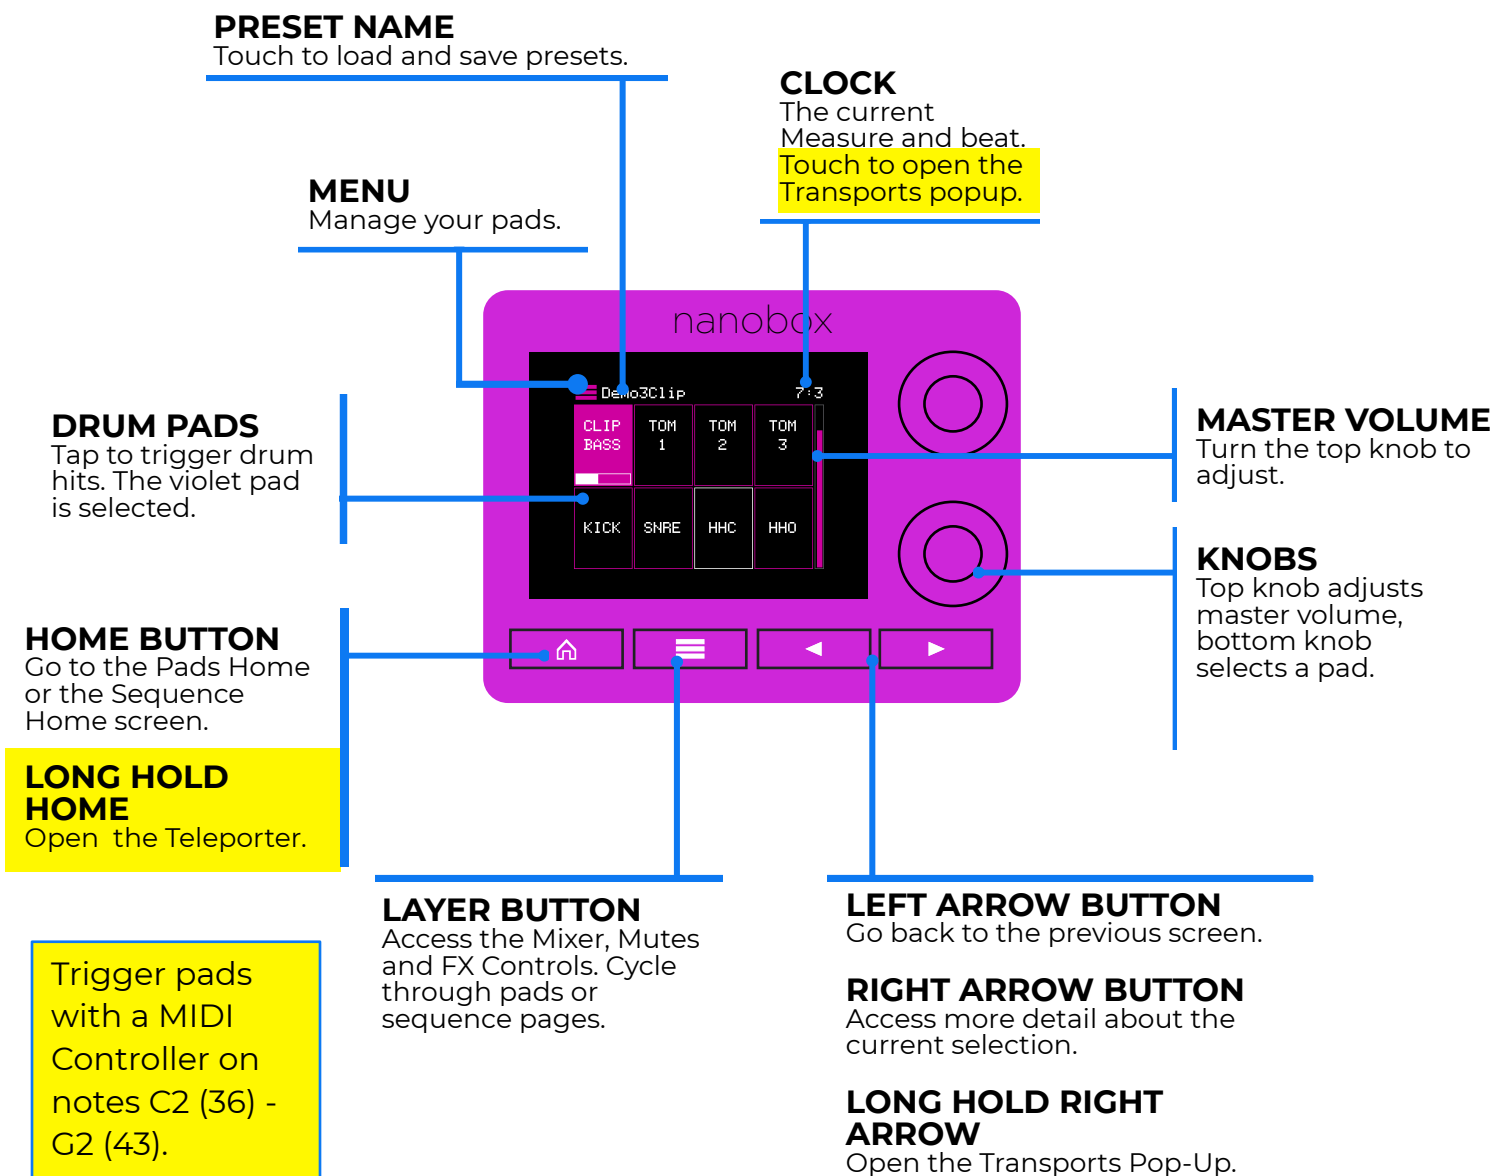 PRESET NAME
Touch to load and save presets.
CLOCK
The current
Measure and beat.
Touch to open the
Transports popup.
MENU
Manage your pads.
nanobox
Demo3Clip 7:3
CLIP BASS
TOM 1
TOM 2
TOM 3
KICK SNRE HHC HHO
DRUM PADS
Tap to trigger drum
hits. The violet pad
is selected.
MASTER VOLUME
Turn the top knob to
adjust.
KNOBS
Top knob adjusts
master volume,
bottom knob
selects a pad.
HOME BUTTON
Go to the Pads Home
or the Sequence
Home screen.
LONG HOLD
HOME
Open the Teleporter.
LAYER BUTTON
Access the Mixer, Mutes
and FX Controls. Cycle
through pads or
sequence pages.
LEFT ARROW BUTTON
Go back to the previous screen.
RIGHT ARROW BUTTON
Access more detail about the
current selection.
LONG HOLD RIGHT
ARROW
Open the Transports Pop-Up.
Trigger pads
with a MIDI
Controller on
notes C2 (36) -
G2 (43).